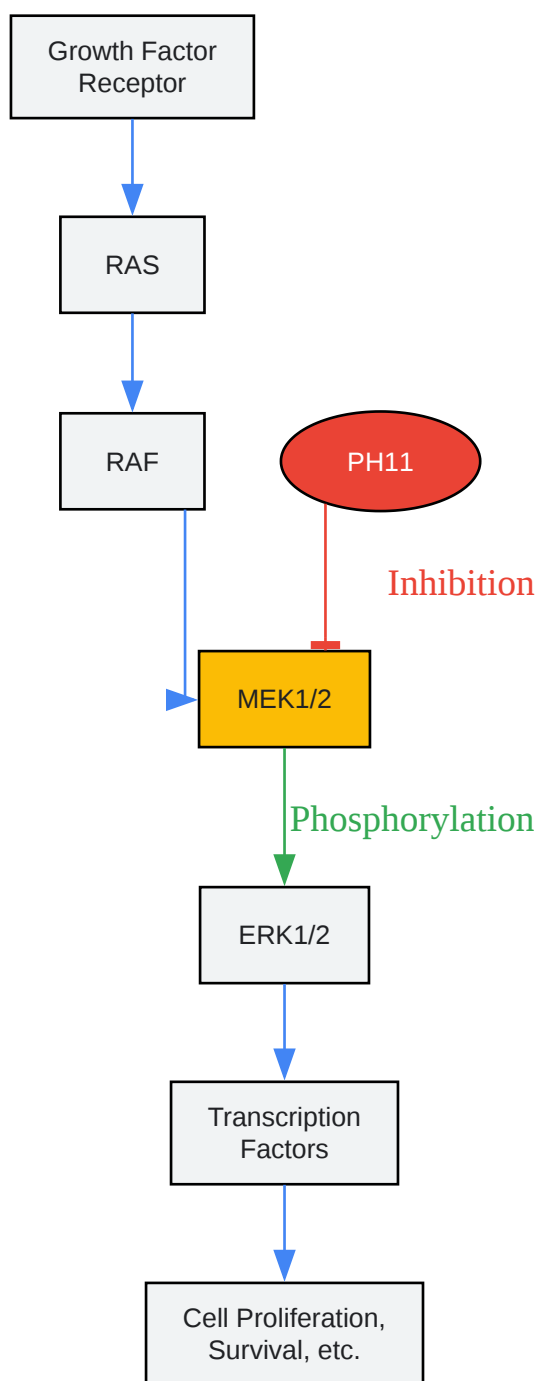 Growth Factor
Receptor
RAS
RAF
PH11
Inhibition
MEK1/2
Phosphorylation
ERK1/2
Transcription
Factors
Cell Proliferation,
Survival, etc.